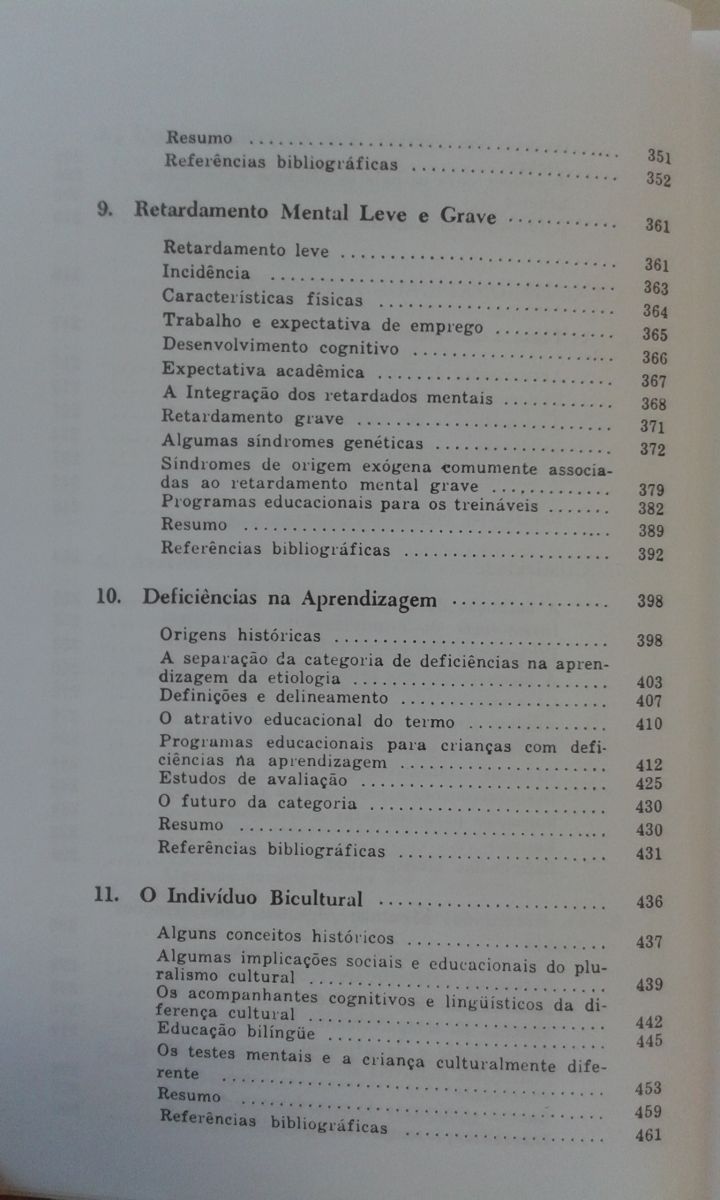 Resumo ........................................ 351
Referências bibliográficas ..................... 352
9. Retardamento Mental Leve e Grave ............ 361
Retardamento leve .............................. 361
Incidência ..................................... 363
Características físicas ........................ 364
Trabalho e expectativa de emprego ............ 365
Desenvolvimento cognitivo ..................... 366
Expectativa acadêmica ......................... 367
A Integração dos retardados mentais ........... 368
Retardamento grave ............................ 371
Algumas síndromes genéticas ................... 372
Síndromes de origem exógena comumente associa-
das ao retardamento mental grave ............ 379
Programas educacionais para os treináveis ....... 382
Resumo ........................................ 389
Referências bibliográficas ..................... 392
10. Deficiências na Aprendizagem ................ 398
Origens históricas ............................ 398
A separação da categoria de deficiências na apren-
dizagem da etiologia .......................... 403
Definições e delineamento ..................... 407
O atrativo educacional do termo ............... 410
Programas educacionais para crianças com defi-
ciências na aprendizagem ..................... 412
Estudos de avaliação .......................... 425
O futuro da categoria ......................... 430
Resumo ........................................ 430
Referências bibliográficas ..................... 431
11. O Indivíduo Bicultural ....................... 436
Alguns conceitos históricos .................... 437
Algumas implicações sociais e educacionais do plu-
ralismo cultural .............................. 439
Os acompanhantes cognitivos e lingüísticos da di-
ferença cultural .............................. 442
Educação bilíngüe ............................. 445
Os testes mentais e a criança culturalmente dife-
rente ......................................... 453
Resumo ........................................ 459
Referências bibliográficas ..................... 461